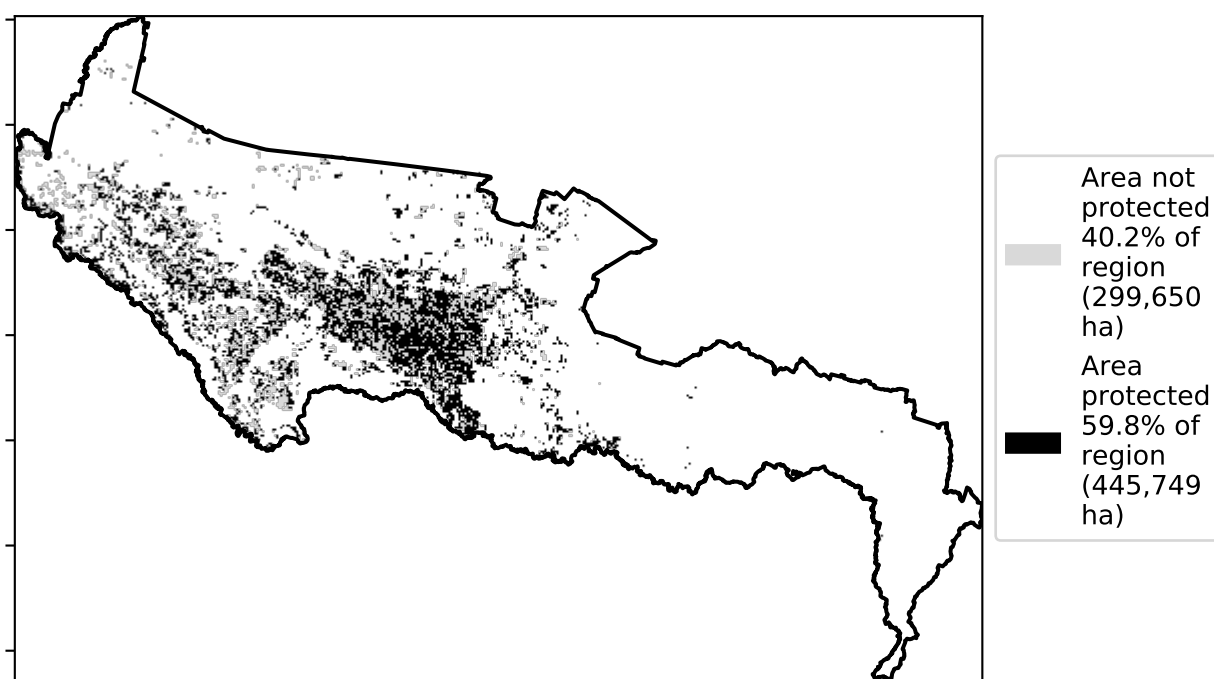 Area not
protected
40.2% of
region
(299,650
ha)
Area
protected
59.8% of
region
(445,749
ha)